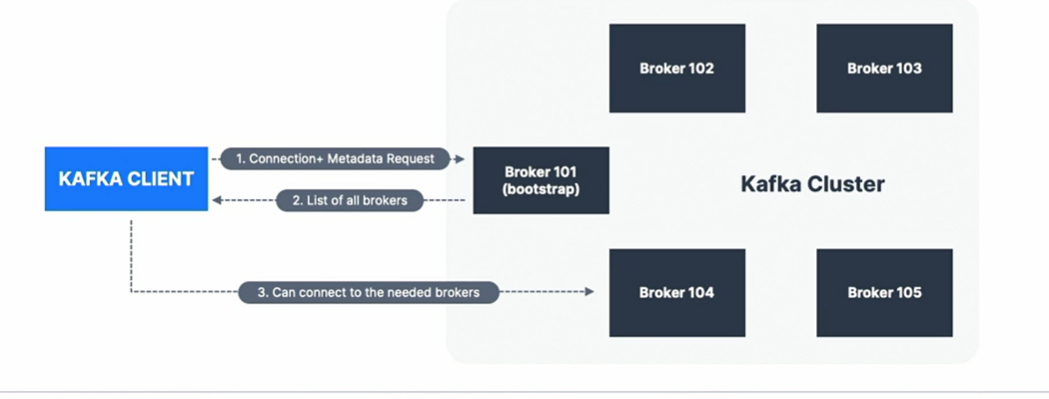 Broker 102
Broker 103
1. Connection+ Metadata Request
KAFKA CLIENT
Broker 101
(bootstrap)
Kafka Cluster
2. List of all brokers
3. Can connect to the needed brokers
Broker 104
Broker 105